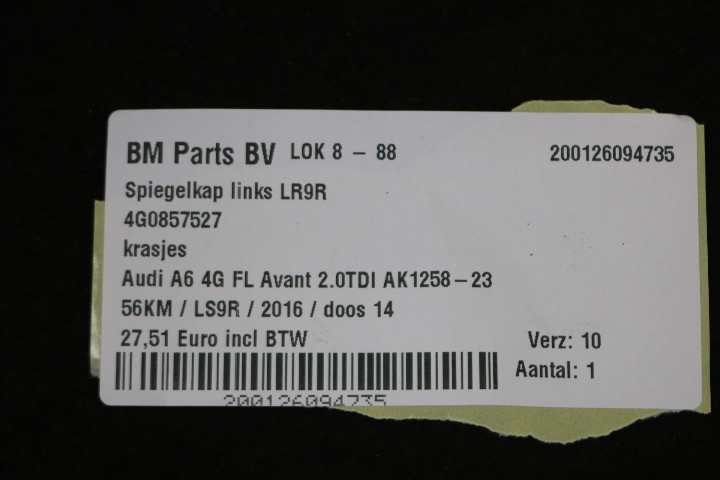 BM Parts BV LOK 8 - 88 200126094735
Spiegelkap links LR9R
4G0857527
krasjes
Audi A6 4G FL Avant 2.0TDI AK1258-23
56KM / LS9R / 2016 / doos 14
27,51 Euro incl BTW Verz: 10
Aantal: 1
200126094735